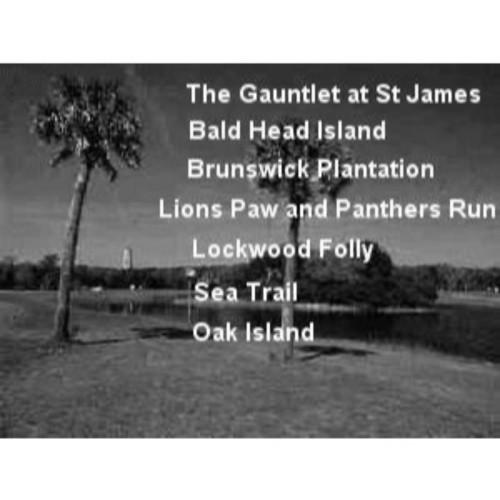 The Gauntlet at St James
Bald Head Island
Brunswick Plantation
Lions Paw and Panthers Run
Lockwood Folly
Sea Trail
Oak Island